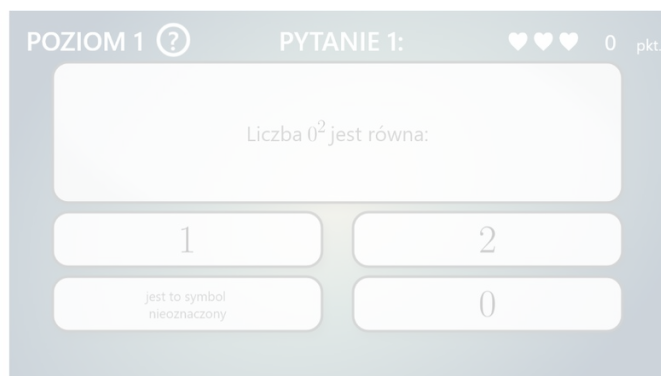 POZIOM 1 ? PYTANIE 1: 0 pkt.
Liczba 0² jest równa:
1
2
jest to symbol
nieoznaczony
0